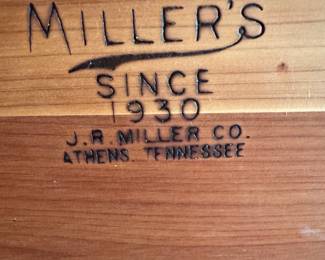 MILLER'S
SINCE
1930
J.R. MILLER CO.
ATHENS, TENNESSEE